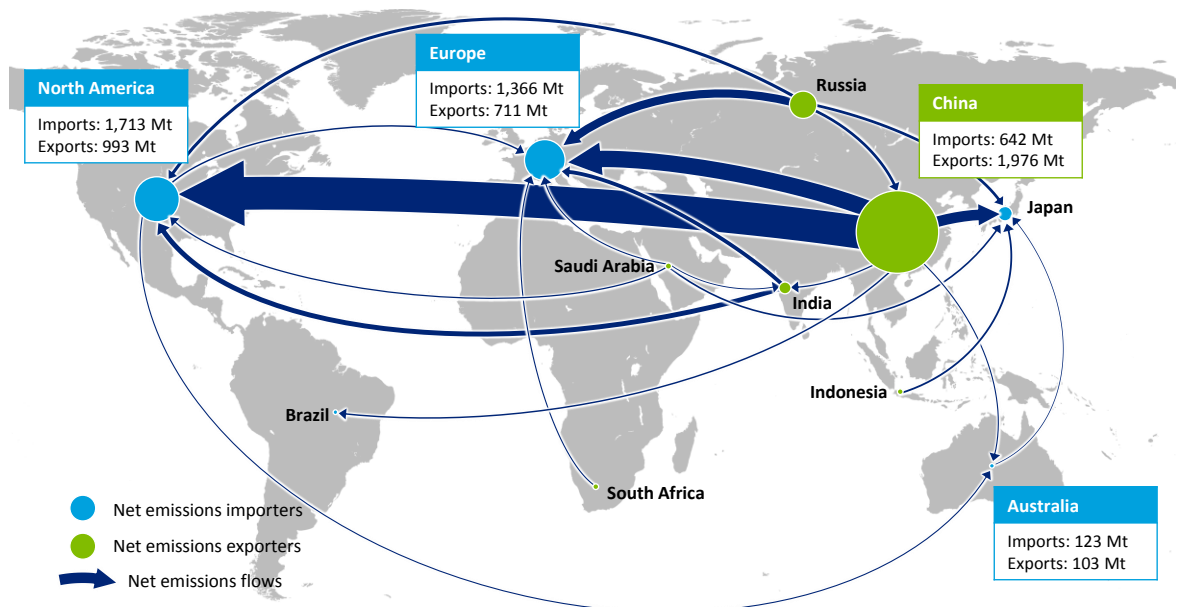 North America
Imports: 1,713 Mt
Exports: 993 Mt
Europe
Imports: 1,366 Mt
Exports: 711 Mt
Russia
China
Imports: 642 Mt
Exports: 1,976 Mt
Japan
Saudi Arabia
India
Indonesia
Brazil
South Africa
Australia
Imports: 123 Mt
Exports: 103 Mt
Net emissions importers
Net emissions exporters
Net emissions flows